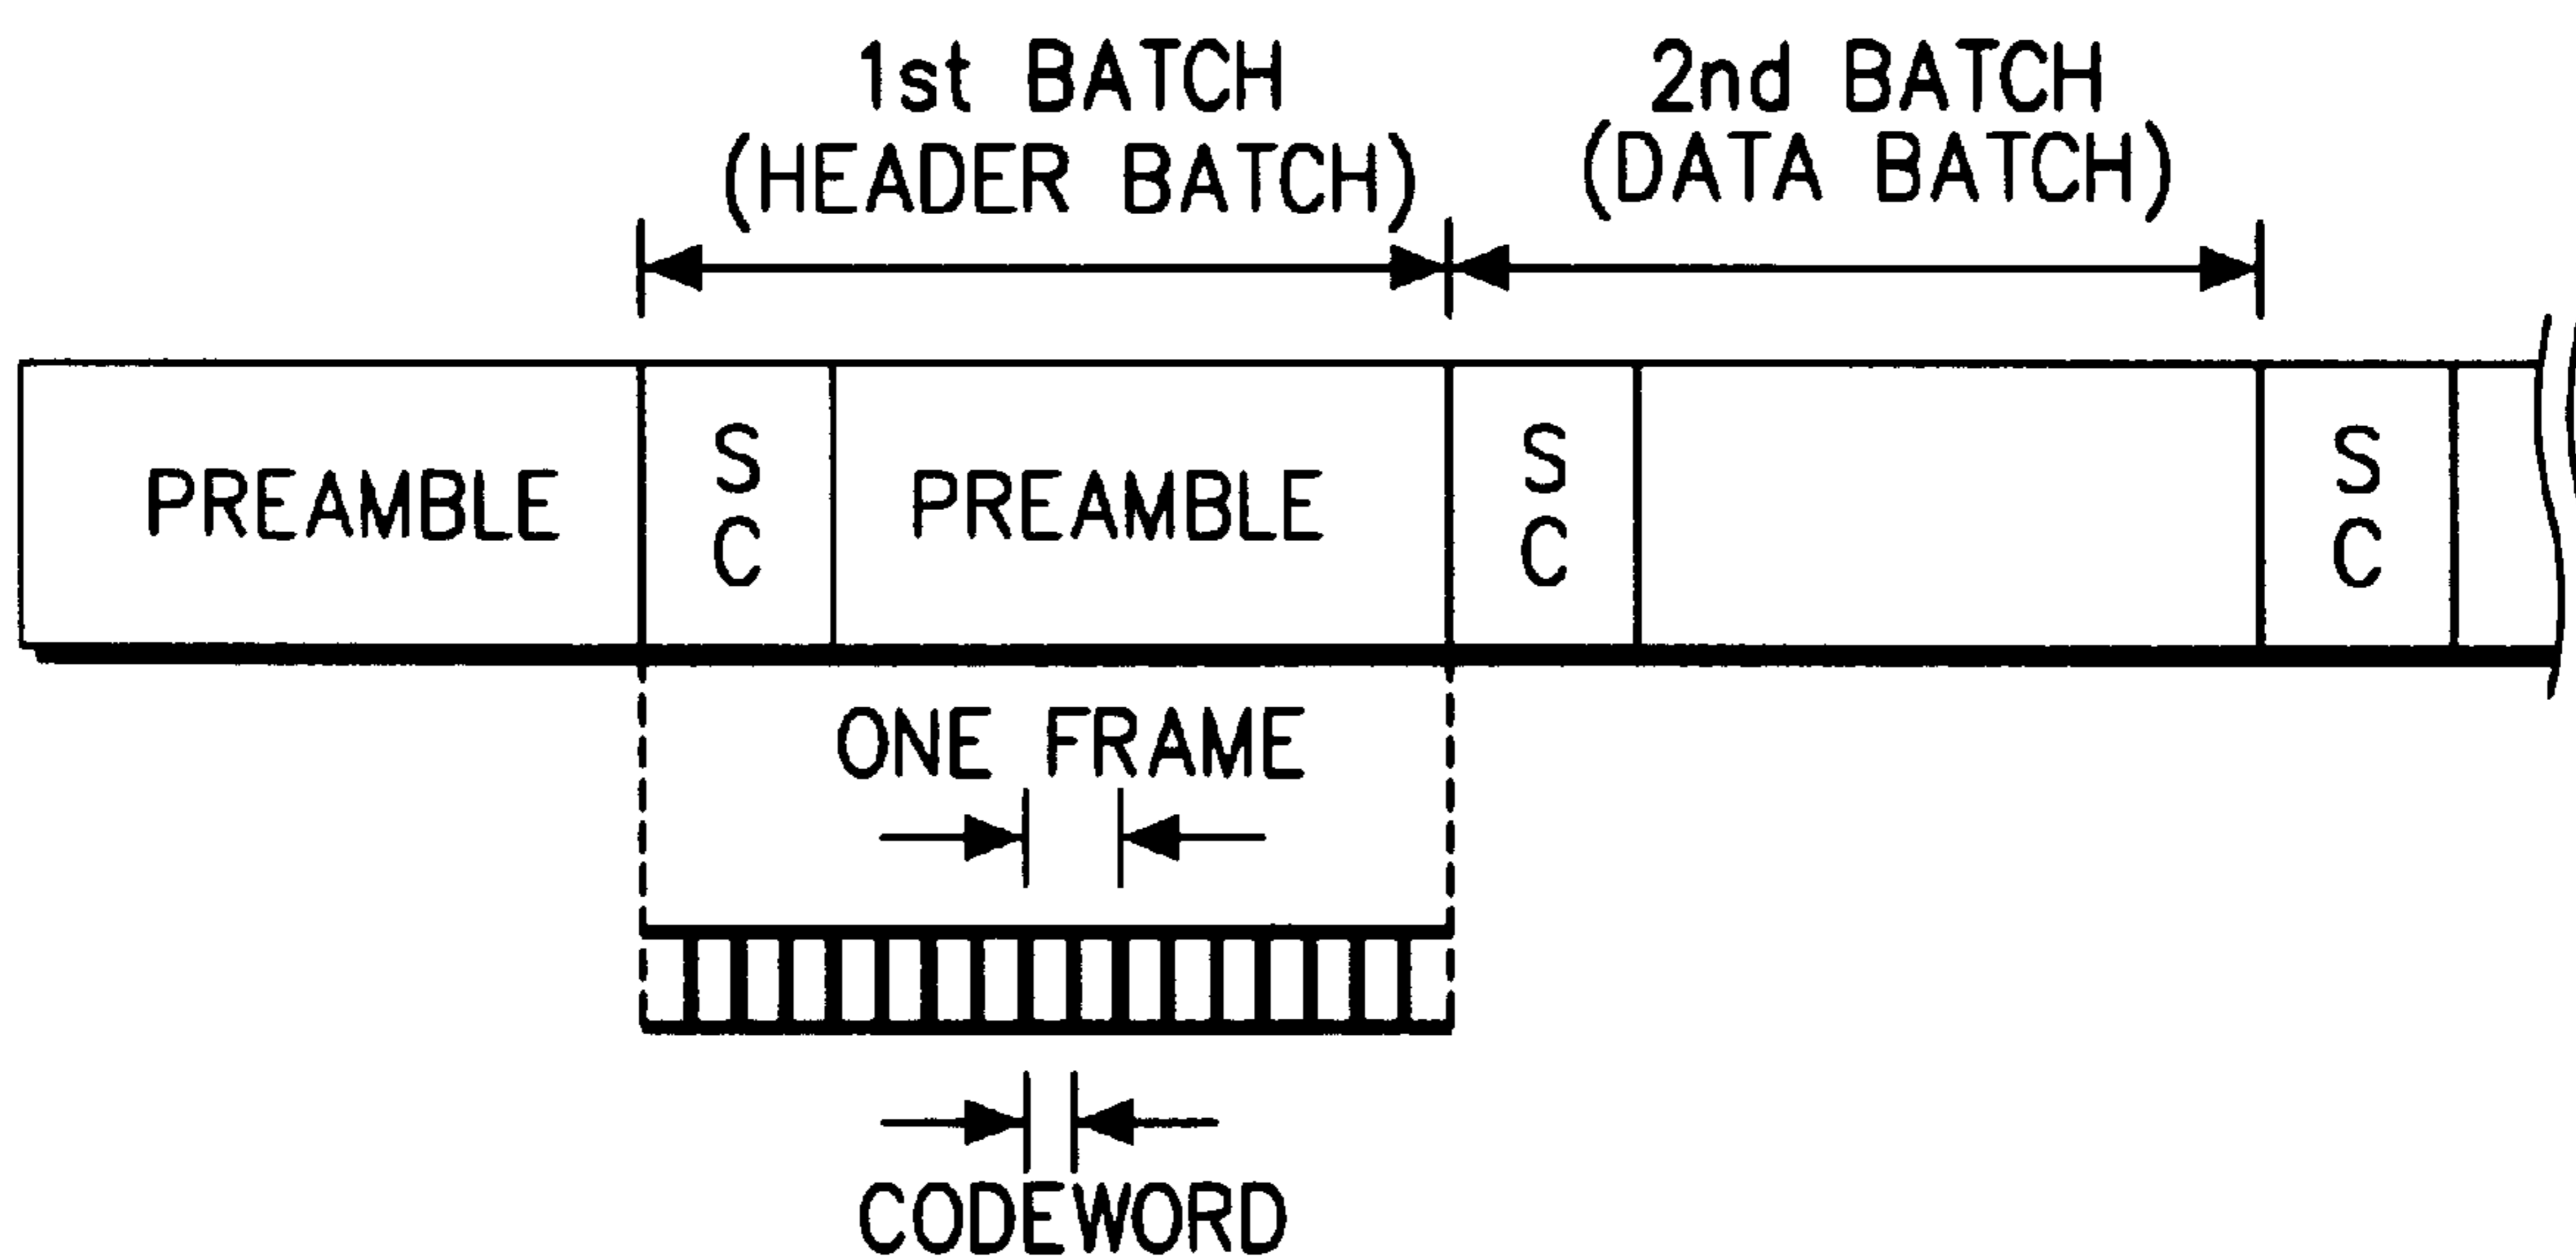 1st BATCH
(HEADER BATCH)
2nd BATCH
(DATA BATCH)
PREAMBLE
S
C
PREAMBLE
S
C
S
C
ONE FRAME
CODEWORD